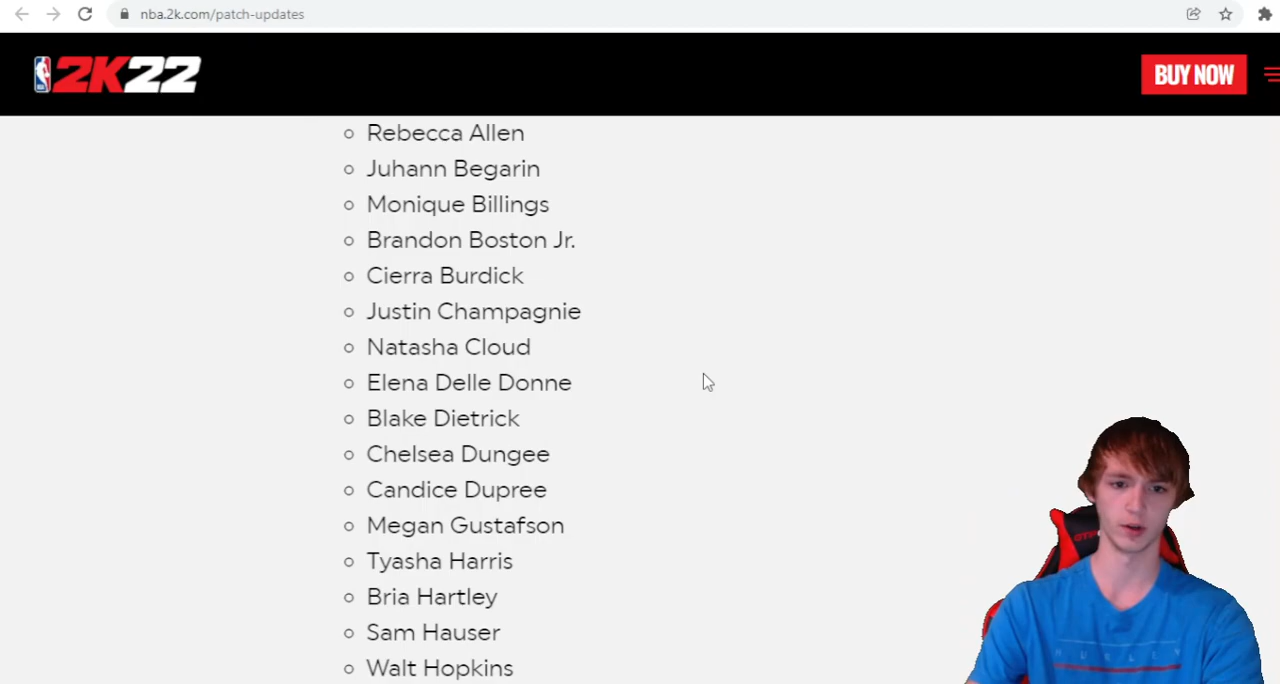 nba.2k.com/patch-updates
2K22
BUY NOW
Rebecca Allen
Juhann Begarin
Monique Billings
Brandon Boston Jr.
Cierra Burdick
Justin Champagnie
Natasha Cloud
Elena Delle Donne
Blake Dietrick
Chelsea Dungee
Candice Dupree
Megan Gustafson
Tyasha Harris
Bria Hartley
Sam Hauser
Walt Hopkins
HURLEY